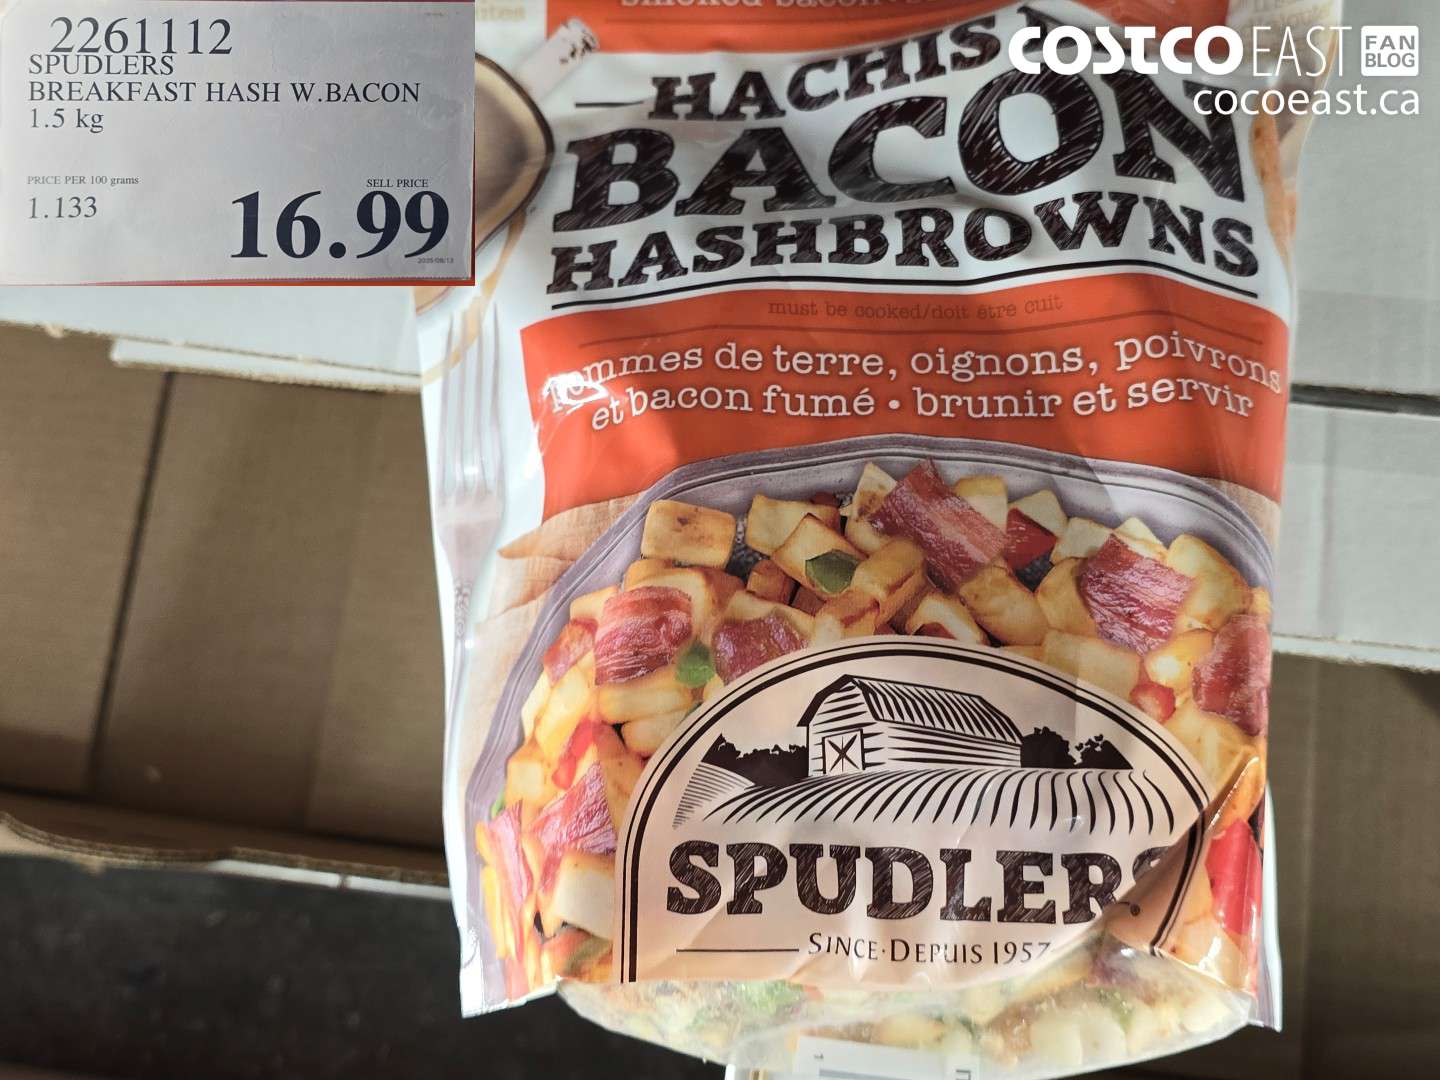 2261112
SPUDLERS
BREAKFAST HASH W.BACON
1.5 kg
PRICE PER 100 grams
1.133
SELL PRICE
16.99
COSTCO EAST FAN BLOG
cocoeast.ca
HACHIS
BACON
HASHBROWNS
must be cooked/doit être cuit
Pommes de terre, oignons, poivrons
et bacon fumé • brunir et servir
SPUDLERS
SINCE·DEPUIS 1957